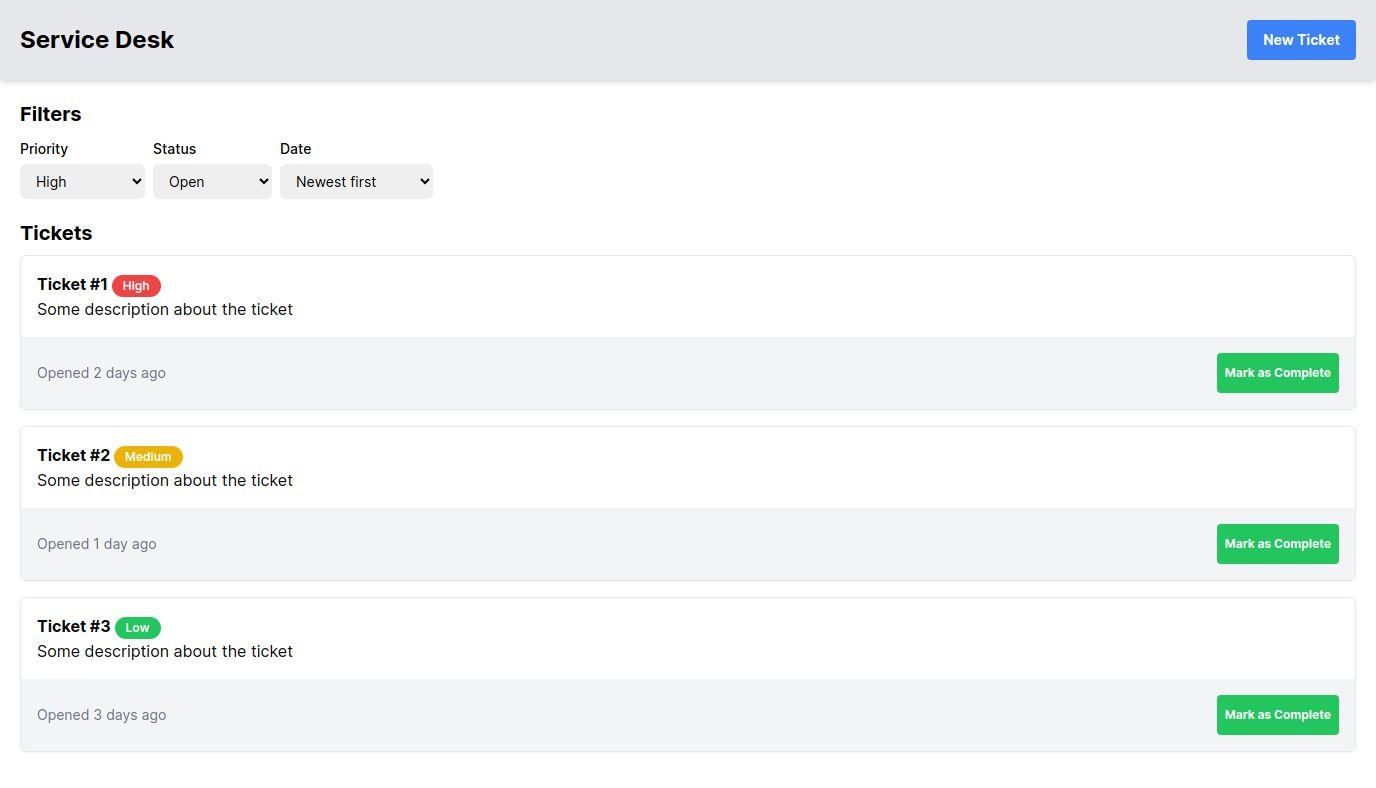 Service Desk
New Ticket
Filters
Priority Status Date
High Open Newest first
Tickets
Ticket #1 High
Some description about the ticket
Opened 2 days ago
Mark as Complete
Ticket #2 Medium
Some description about the ticket
Opened 1 day ago
Mark as Complete
Ticket #3 Low
Some description about the ticket
Opened 3 days ago
Mark as Complete